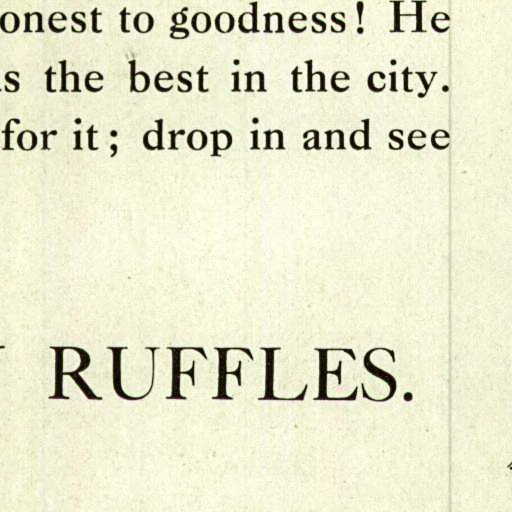 onest to goodness! He
s the best in the city.
for it; drop in and see
RUFFLES.